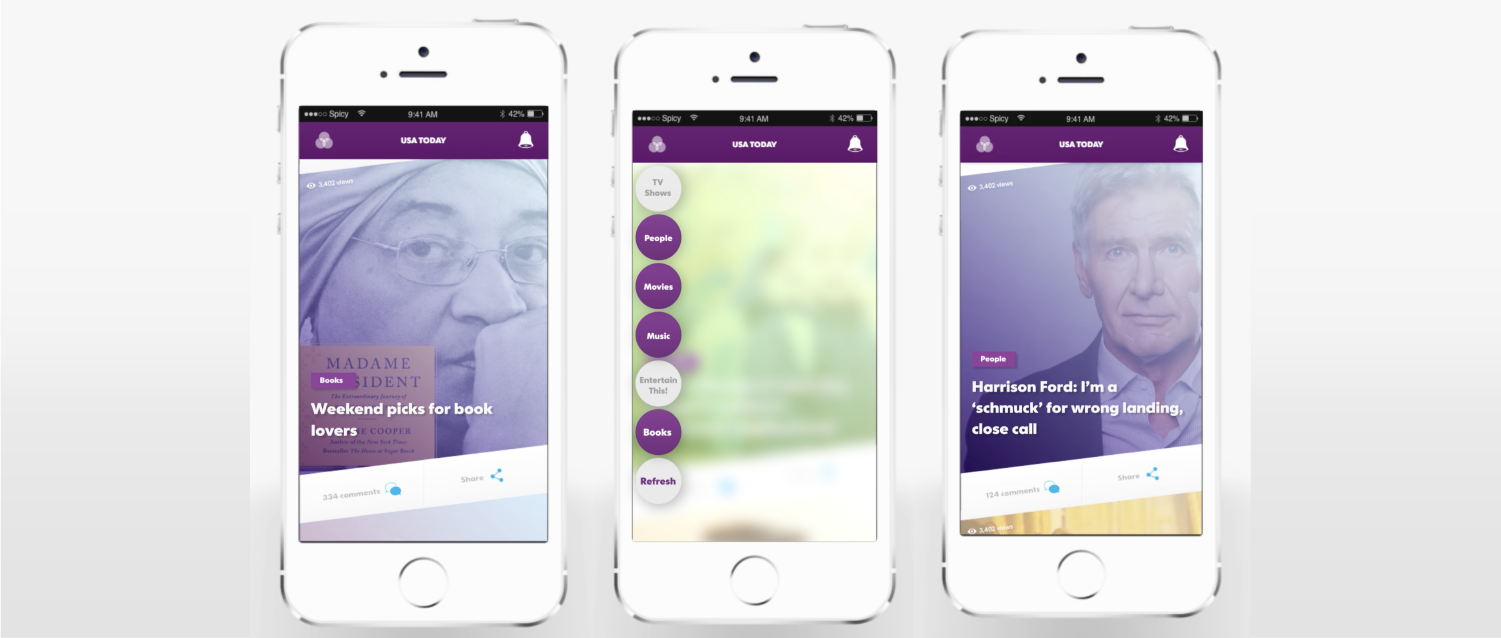 ●●●○○ Spicy 9:41 AM 42%
USA TODAY
3,402 views
MADAME
SIDENT
The Extraordinary Journey of
Books
Weekend picks for book
lovers
E COOPER
Author of the New York Times
Bestseller The House at Sugar Beach
334 comments
Share
●●●○○ Spicy 9:41 AM 42%
USA TODAY
TV
Shows
People
Movies
Music
Entertain
This!
Books
Refresh
●●●○○ Spicy 9:41 AM 42%
USA TODAY
3,402 views
People
Harrison Ford: I'm a
‘schmuck’ for wrong landing,
close call
124 comments
Share
3,402 views